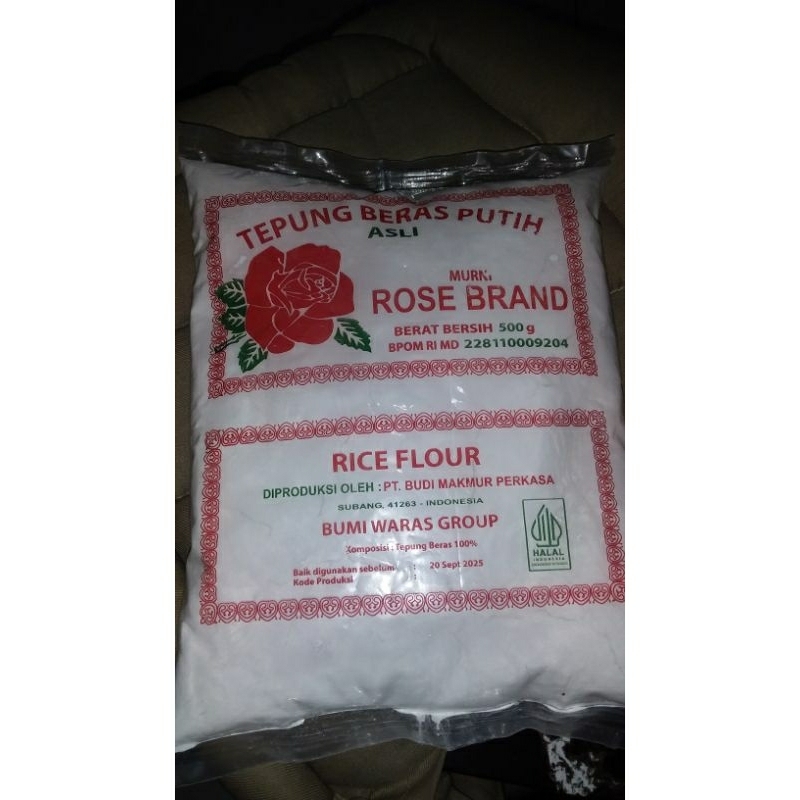 TEPUNG BERAS PUTIH
ASLI
MURNI
ROSE BRAND
BERAT BERSIH 500 g
BPOM RI MD 228110009204
RICE FLOUR
DIPRODUKSI OLEH : PT. BUDI MAKMUR PERKASA
SUBANG, 41263 - INDONESIA
BUMI WARAS GROUP
Komposisi : Tepung Beras 100%
Baik digunakan sebelum : 20 Sept 2025
Kode Produksi :
HALAL
INDONESIA